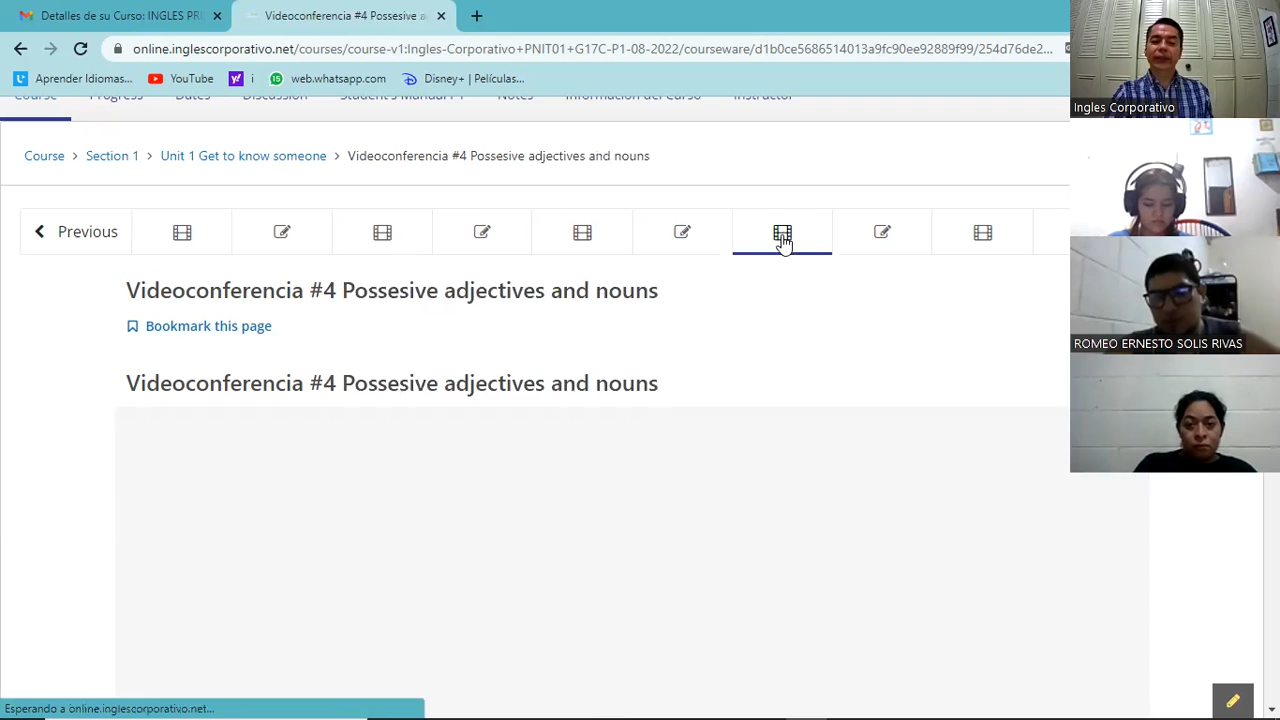 Detalles de su Curso: INGLES PRI
Videoconferencia #4 Possesive a
online.inglescorporativo.net/courses/course-v1:Ingles-Corporativo+PNIT01+G17C-P1-08-2022/courseware/
Aprender Idiomas...
YouTube
i
web.whatsapp.com
Disney+ | Películas...
Course
Progress
Dates
Discussion
Notes
Información del Curso
Instructor
Course > Section 1 > Unit 1 Get to know someone > Videoconferencia #4 Possesive adjectives and nouns
Previous
Videoconferencia #4 Possesive adjectives and nouns
Bookmark this page
Videoconferencia #4 Possesive adjectives and nouns
Esperando a online.inglescorporativo.net...
Ingles Corporativo
ROMEO ERNESTO SOLIS RIVAS